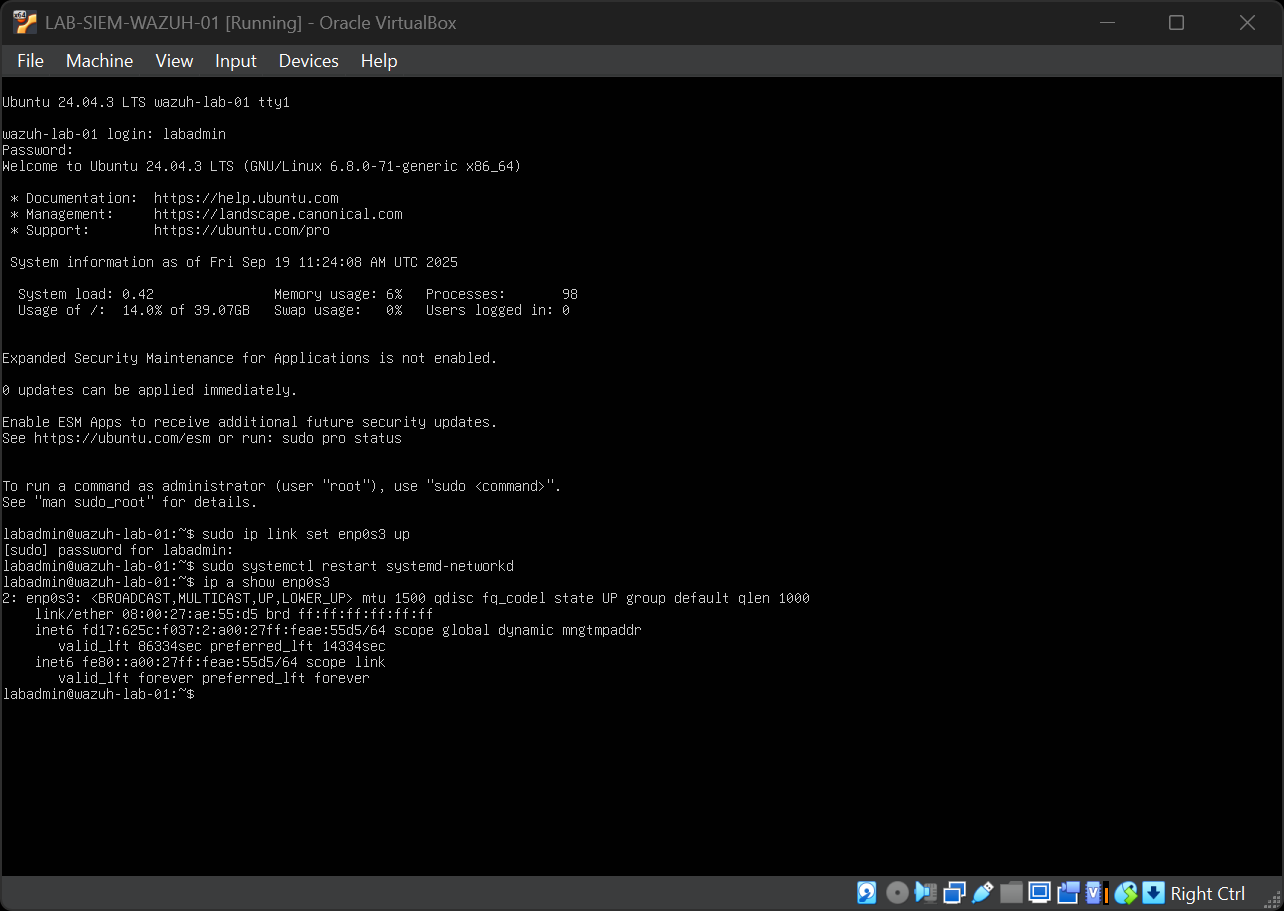 LAB-SIEM-WAZUH-01 [Running] - Oracle VirtualBox
File Machine View Input Devices Help
Ubuntu 24.04.3 LTS wazuh-lab-01 tty1
wazuh-lab-01 login: labadmin
Password:
Welcome to Ubuntu 24.04.3 LTS (GNU/Linux 6.8.0-71-generic x86_64)
* Documentation:  https://help.ubuntu.com
* Management:     https://landscape.canonical.com
* Support:        https://ubuntu.com/pro
System information as of Fri Sep 19 11:24:08 AM UTC 2025
System load: 0.42               Memory usage: 6%   Processes:       98
Usage of /:  14.0% of 39.07GB   Swap usage:   0%   Users logged in: 0
Expanded Security Maintenance for Applications is not enabled.
0 updates can be applied immediately.
Enable ESM Apps to receive additional future security updates.
See https://ubuntu.com/esm or run: sudo pro status
To run a command as administrator (user "root"), use "sudo <command>".
See "man sudo_root" for details.
labadmin@wazuh-lab-01:~$ sudo ip link set enp0s3 up
[sudo] password for labadmin:
labadmin@wazuh-lab-01:~$ sudo systemctl restart systemd-networkd
labadmin@wazuh-lab-01:~$ ip a show enp0s3
2: enp0s3: <BROADCAST,MULTICAST,UP,LOWER_UP> mtu 1500 qdisc fq_codel state UP group default qlen 1000
link/ether 08:00:27:ae:55:d5 brd ff:ff:ff:ff:ff:ff
inet6 fd17:625c:f037:2:a00:27ff:feae:55d5/64 scope global dynamic mngtmpaddr
valid_lft 86334sec preferred_lft 14334sec
inet6 fe80::a00:27ff:feae:55d5/64 scope link
valid_lft forever preferred_lft forever
labadmin@wazuh-lab-01:~$
Right Ctrl